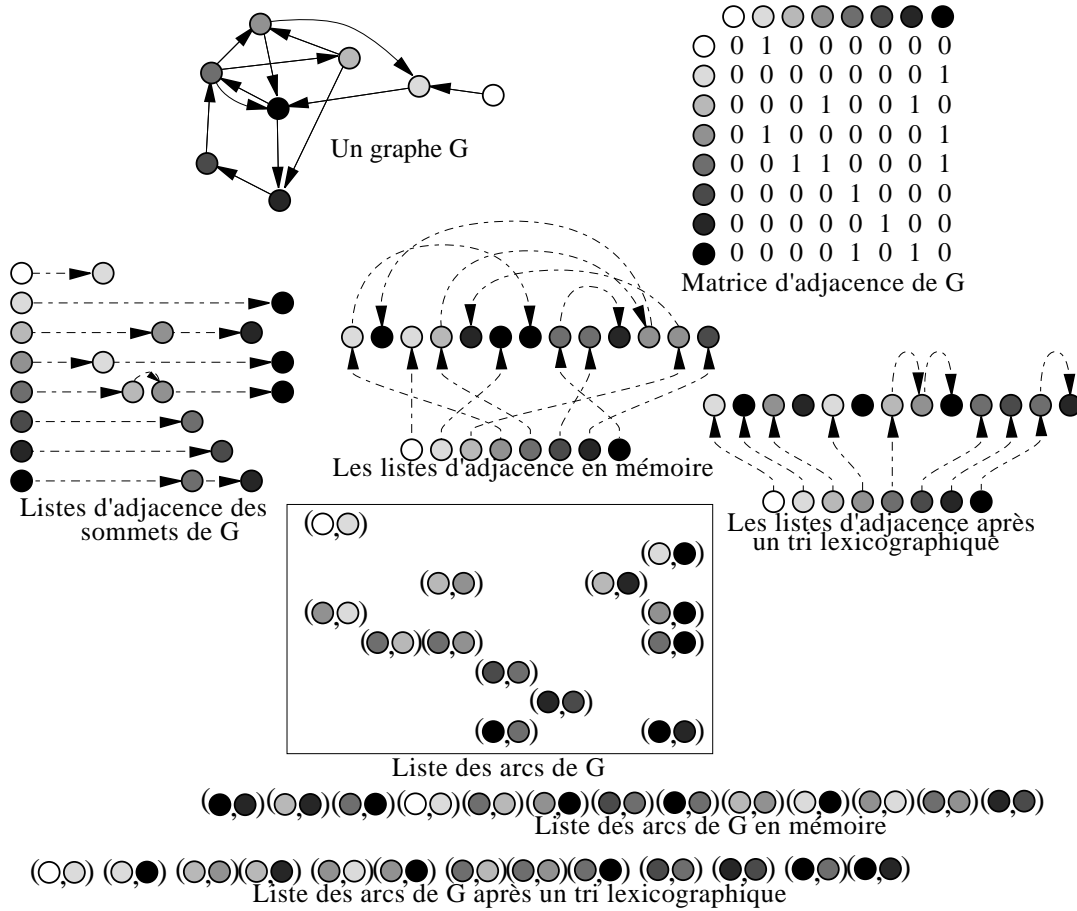 0 1 0 0 0 0 0 0
0 0 0 0 0 0 0 1
0 0 0 1 0 0 1 0
0 1 0 0 0 0 0 1
0 0 1 1 0 0 0 1
0 0 0 0 1 0 0 0
0 0 0 0 0 1 0 0
0 0 0 0 1 0 1 0
Un graphe G
Matrice d'adjacence de G
Les listes d'adjacence en mémoire
Listes d'adjacence des
sommets de G
Les listes d'adjacence après
un tri lexicographique
(,)
(,)
(,) (,)
(,) (,)
(,) (,) (,)
(,)
(,)
(,) (,)
Liste des arcs de G
(,) (,) (,) (,) (,) (,) (,) (,) (,) (,) (,) (,) (,)
Liste des arcs de G en mémoire
(,) (,) (,) (,) (,) (,) (,) (,) (,) (,) (,) (,) (,)
Liste des arcs de G après un tri lexicographique